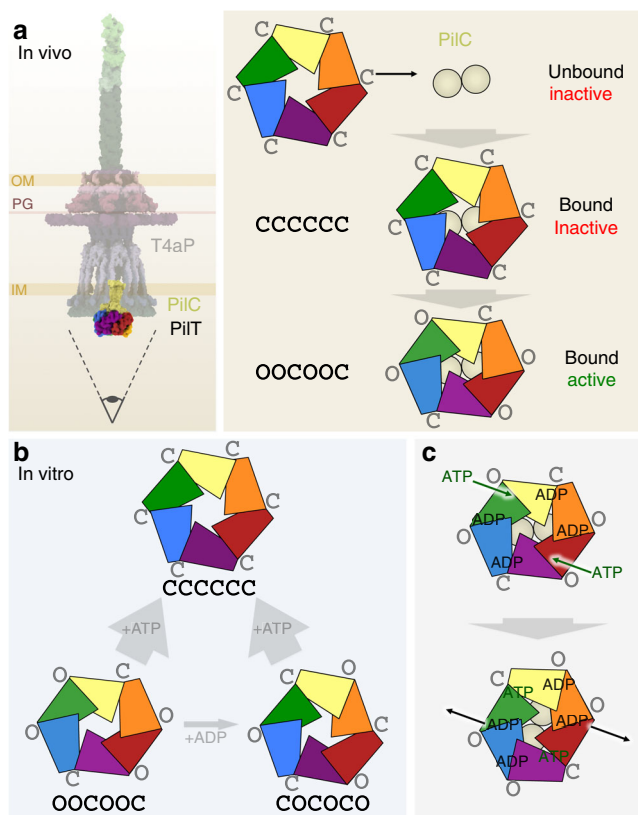 a
In vivo
OM
PG
T4aP
IM
PilC
PilT
C C
C C
C C
PilC
Unbound
inactive
CCCCCC
C C
C C
C C
Bound
Inactive
OOCOOC
O C
O O
C O
Bound
active
b
In vitro
C C
C C
C C
CCCCCC
+ATP
+ATP
O C
O O
C O
+ADP
C O
O C
C O
OOCOOC
COCOCO
c
ATP
O C
ADP
ADP
O
ADP
O
ADP
ATP
C O
O
C
ATP
ADP
O
ADP
ADP
O
ATP
O C